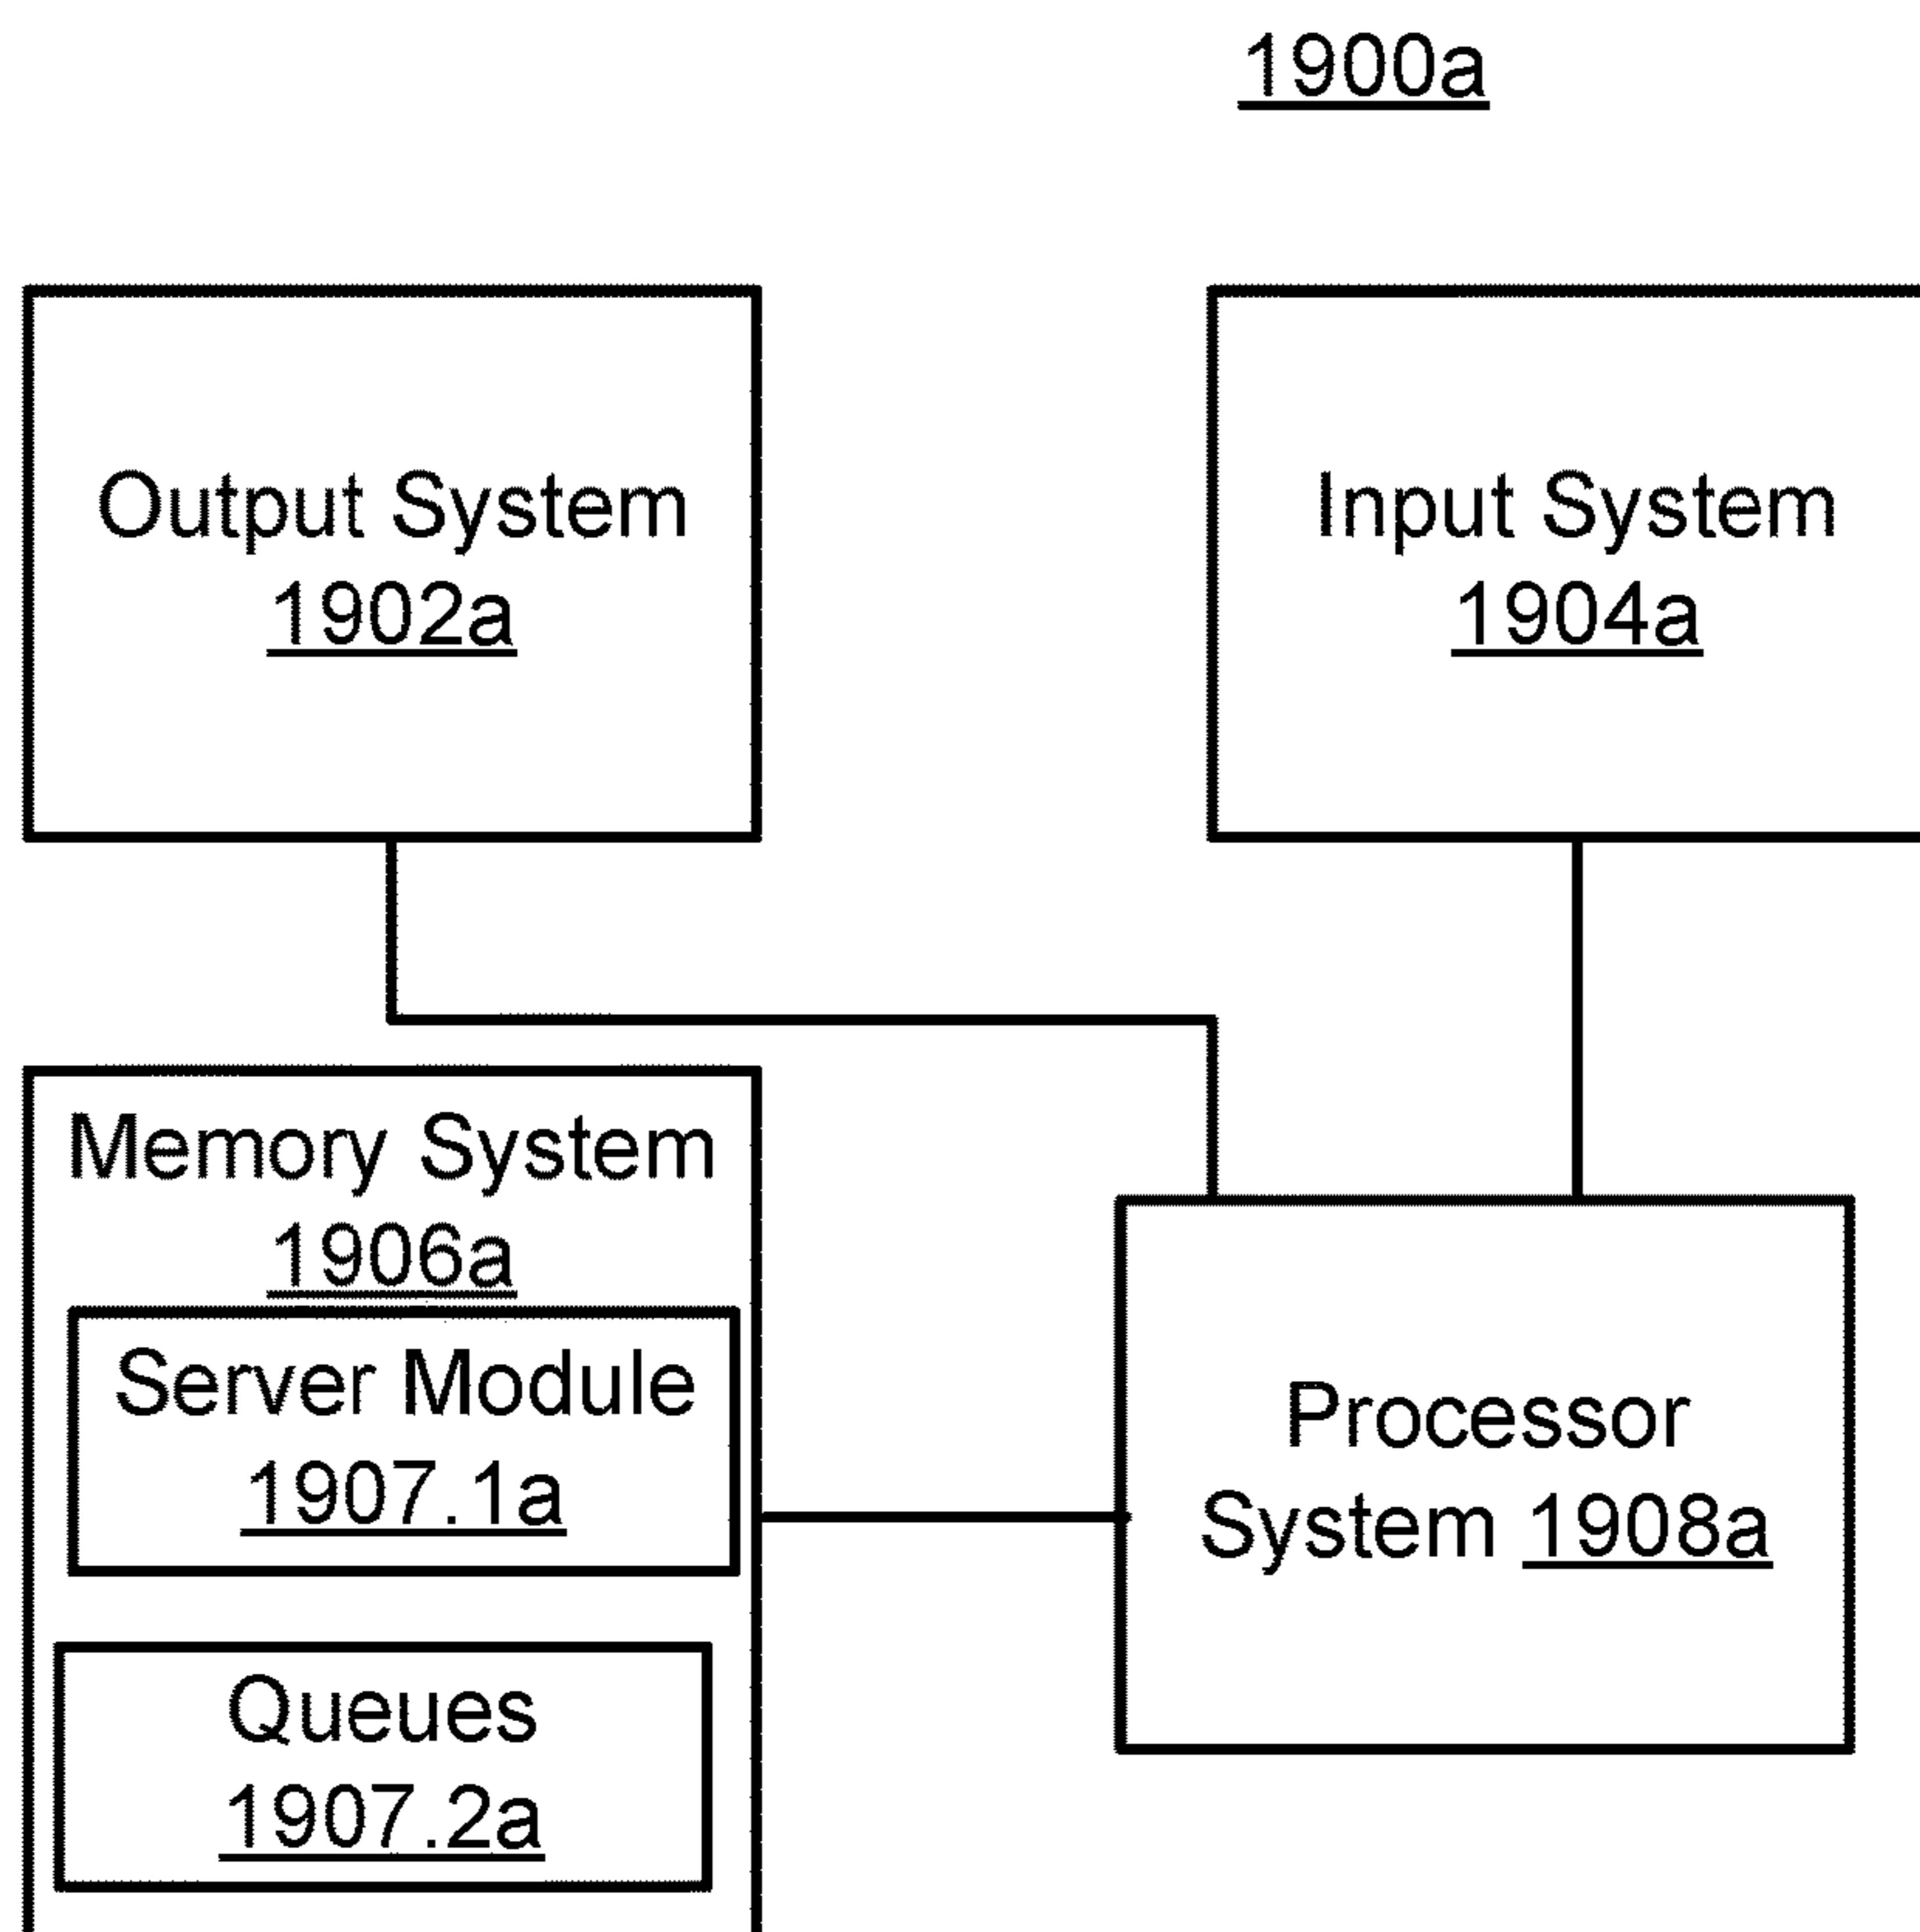 1900a
Output System
1902a
Input System
1904a
Memory System
1906a
Server Module
1907.1a
Queues
1907.2a
Processor
System 1908a